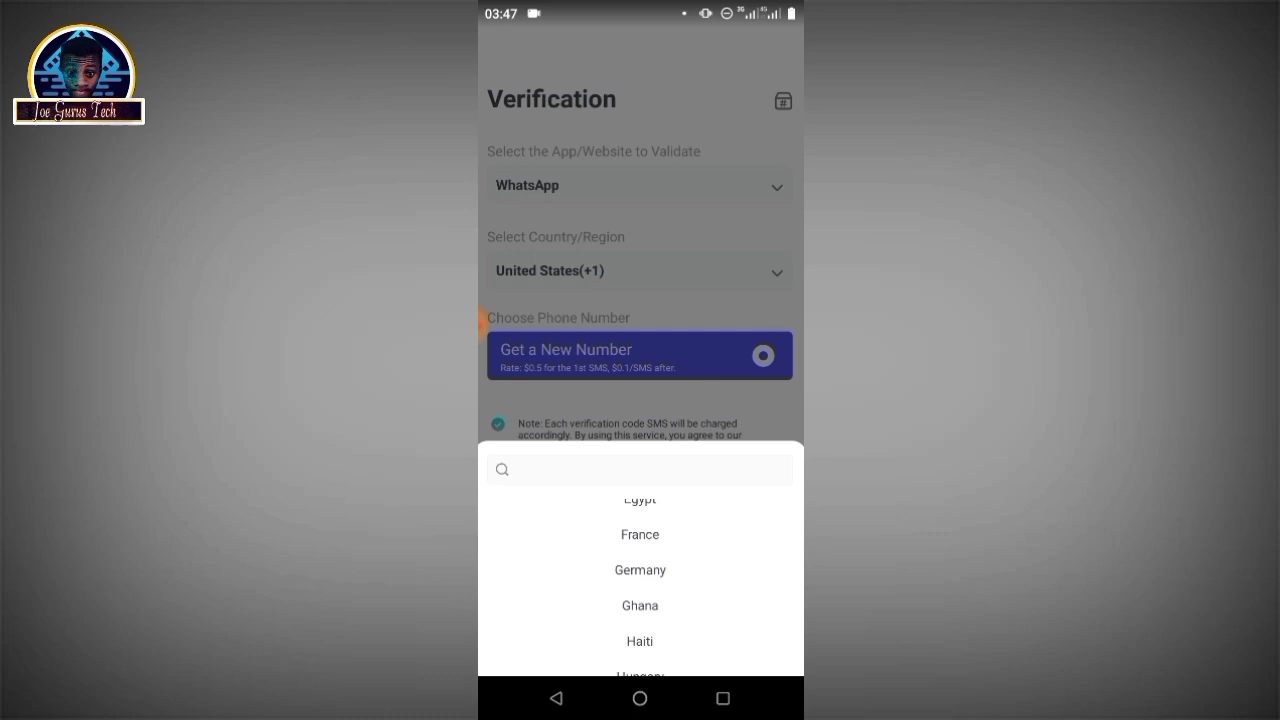 03:47
3G 4G
Joe Gurus Tech
Verification
#
Select the App/Website to Validate
WhatsApp
Select Country/Region
United States(+1)
Choose Phone Number
Get a New Number
Rate: $0.5 for the 1st SMS, $0.1/SMS after.
Note: Each verification code SMS will be charged
accordingly. By using this service, you agree to our
Egypt
France
Germany
Ghana
Haiti
Hungary